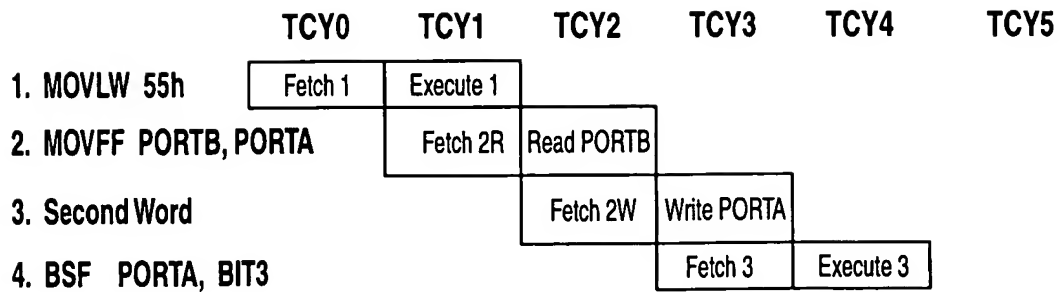 TCY0 TCY1 TCY2 TCY3 TCY4 TCY5
1. MOVLW 55h Fetch 1 Execute 1
2. MOVFF PORTB, PORTA Fetch 2R Read PORTB
3. Second Word Fetch 2W Write PORTA
4. BSF PORTA, BIT3 Fetch 3 Execute 3